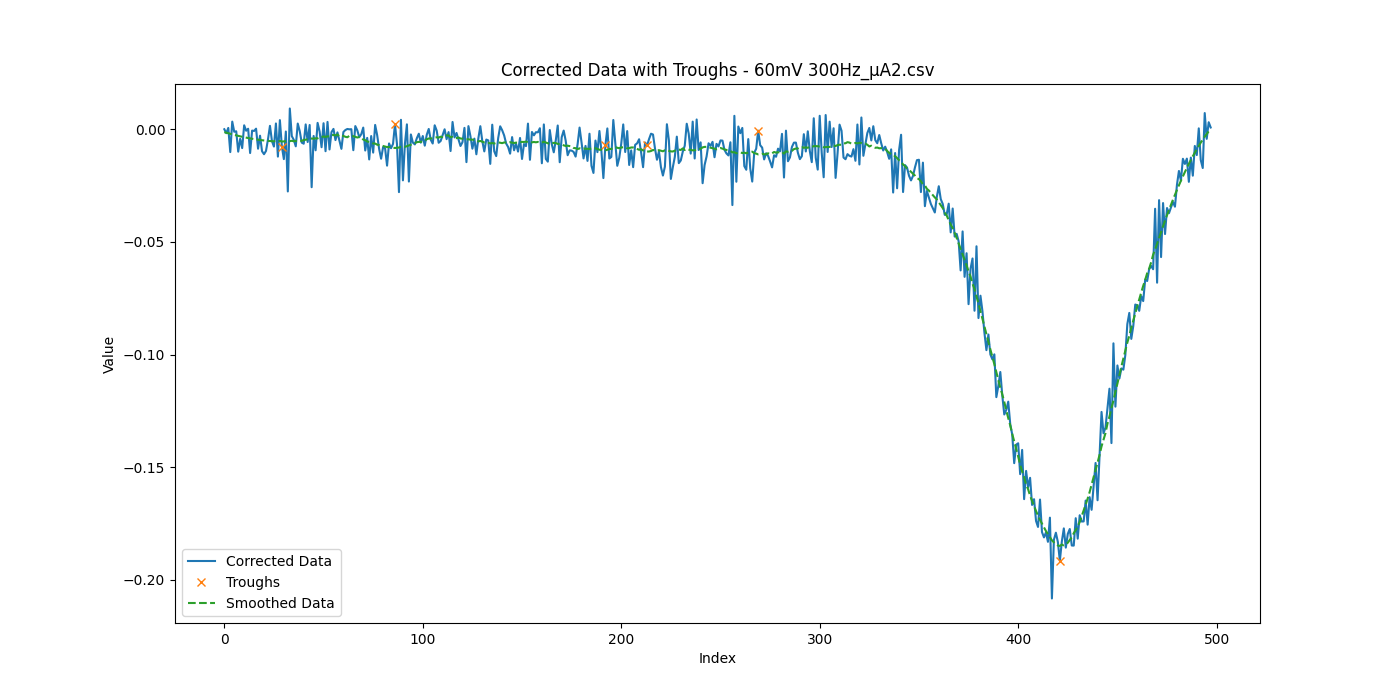 Corrected Data with Troughs - 60mV 300Hz_μA2.csv
0.00
−0.05
−0.10
−0.15
−0.20
Value
Corrected Data
Troughs
Smoothed Data
0
100
200
300
400
500
Index